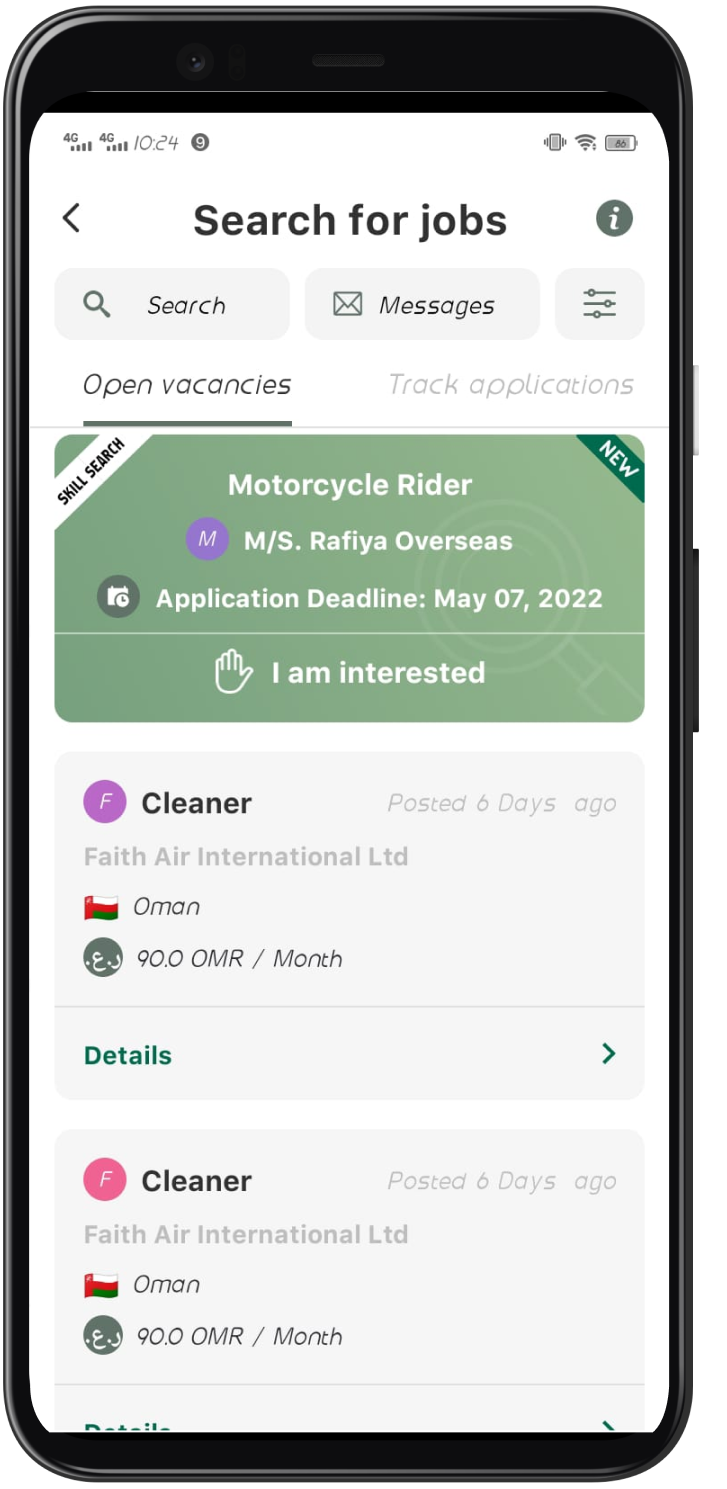 4G 4G 10:24 9 86
Search for jobs i
Search Messages
Open vacancies Track applications
SKILL SEARCH NEW
Motorcycle Rider
M M/S. Rafiya Overseas
Application Deadline: May 07, 2022
I am interested
F Cleaner Posted 6 Days ago
Faith Air International Ltd
Oman
ر.ع. 90.0 OMR / Month
Details
F Cleaner Posted 6 Days ago
Faith Air International Ltd
Oman
ر.ع. 90.0 OMR / Month
Details